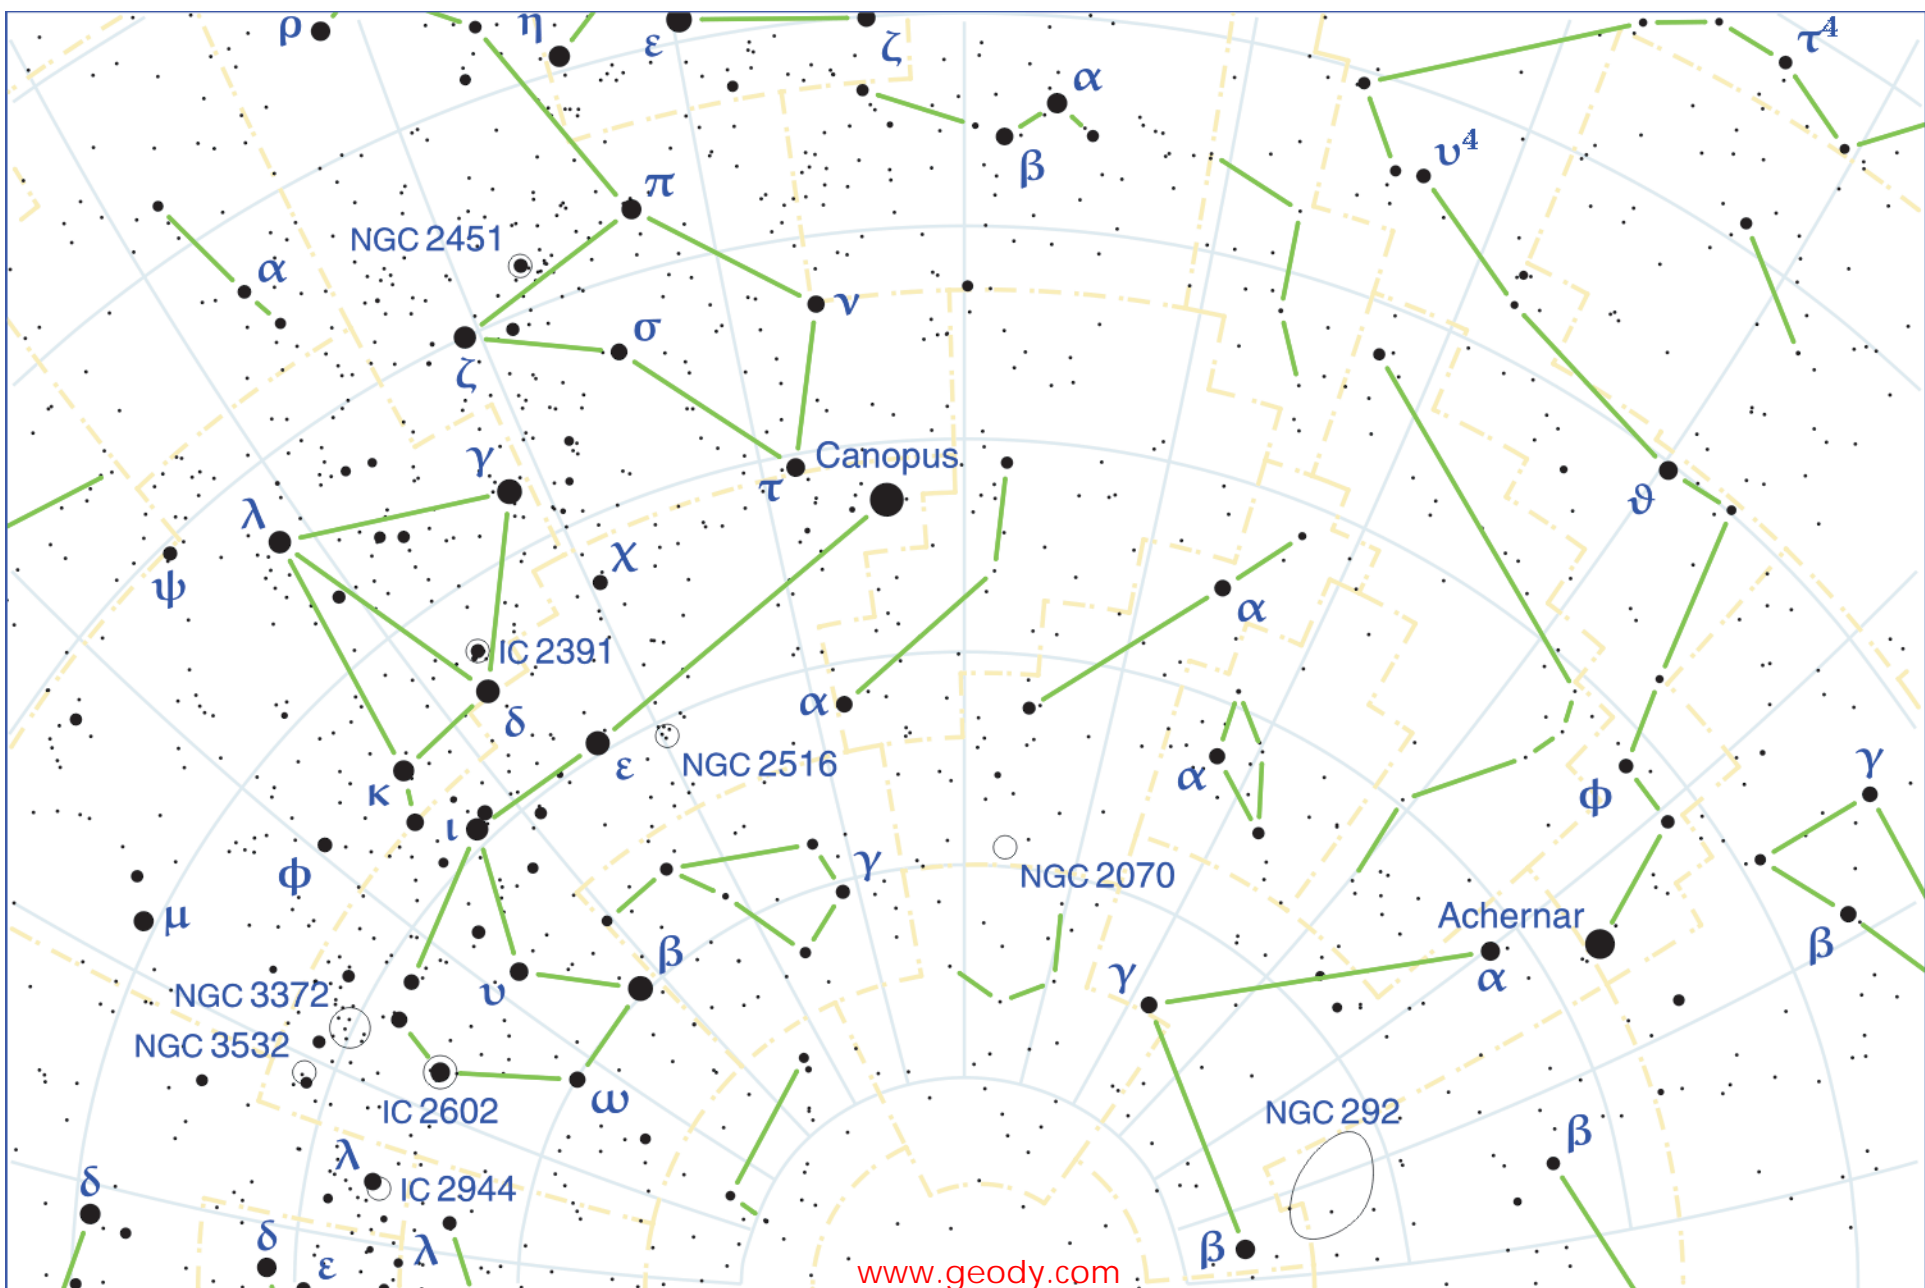 ρ
η
ε
ζ
α
β
τ4
υ4
π
NGC 2451
α
ν
σ
ζ
γ
Canopus
τ
λ
χ
ψ
ϑ
α
IC 2391
δ
α
ε
NGC 2516
α
κ
ι
φ
γ
φ
γ
NGC 2070
μ
Achernar
α
β
β
γ
υ
NGC 3372
NGC 3532
ω
IC 2602
NGC 292
β
λ
IC 2944
δ
δ
ε
λ
β
www.geody.com